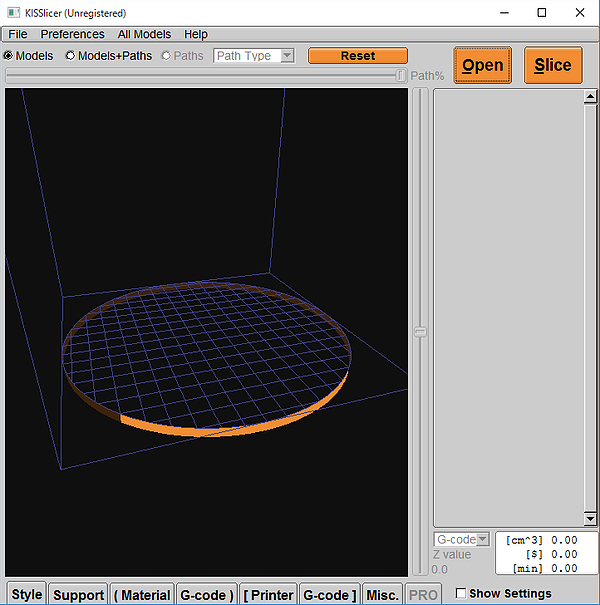 KISSlicer (Unregistered)
File Preferences All Models Help
Models Models+Paths Paths Path Type Reset
Path%
Open Slice
G-code
Z value
0.0
[cm^3] 0.00
[$] 0.00
[min] 0.00
Style Support ( Material G-code ) [ Printer G-code ] Misc. PRO Show Settings